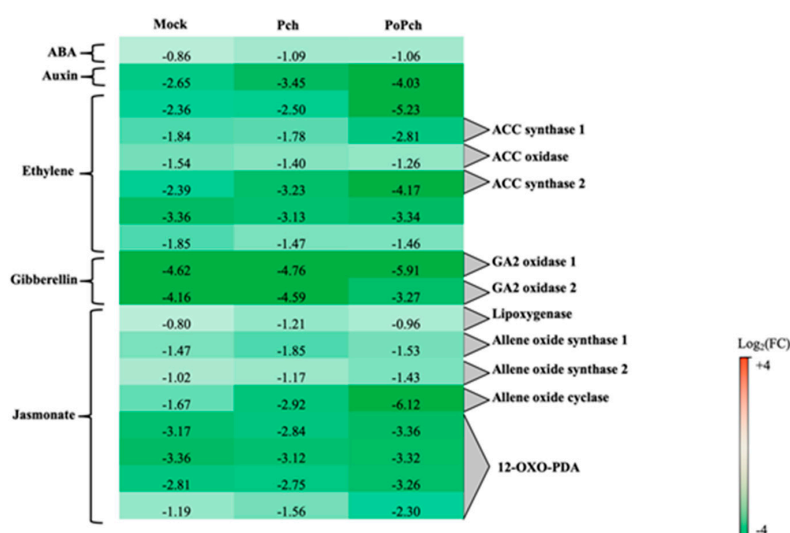 Mock Pch PoPch
ABA -0.86 -1.09 -1.06
Auxin -2.65 -3.45 -4.03
-2.36 -2.50 -5.23
-1.84 -1.78 -2.81 ACC synthase 1
-1.54 -1.40 -1.26 ACC oxidase
Ethylene -2.39 -3.23 -4.17 ACC synthase 2
-3.36 -3.13 -3.34
-1.85 -1.47 -1.46
-4.62 -4.76 -5.91 GA2 oxidase 1
Gibberellin
-4.16 -4.59 -3.27 GA2 oxidase 2
-0.80 -1.21 -0.96 Lipoxygenase
-1.47 -1.85 -1.53 Allene oxide synthase 1
-1.02 -1.17 -1.43 Allene oxide synthase 2
-1.67 -2.92 -6.12 Allene oxide cyclase
Jasmonate
-3.17 -2.84 -3.36
-3.36 -3.12 -3.32 12-OXO-PDA
-2.81 -2.75 -3.26
-1.19 -1.56 -2.30
Log2(FC)
+4
-4